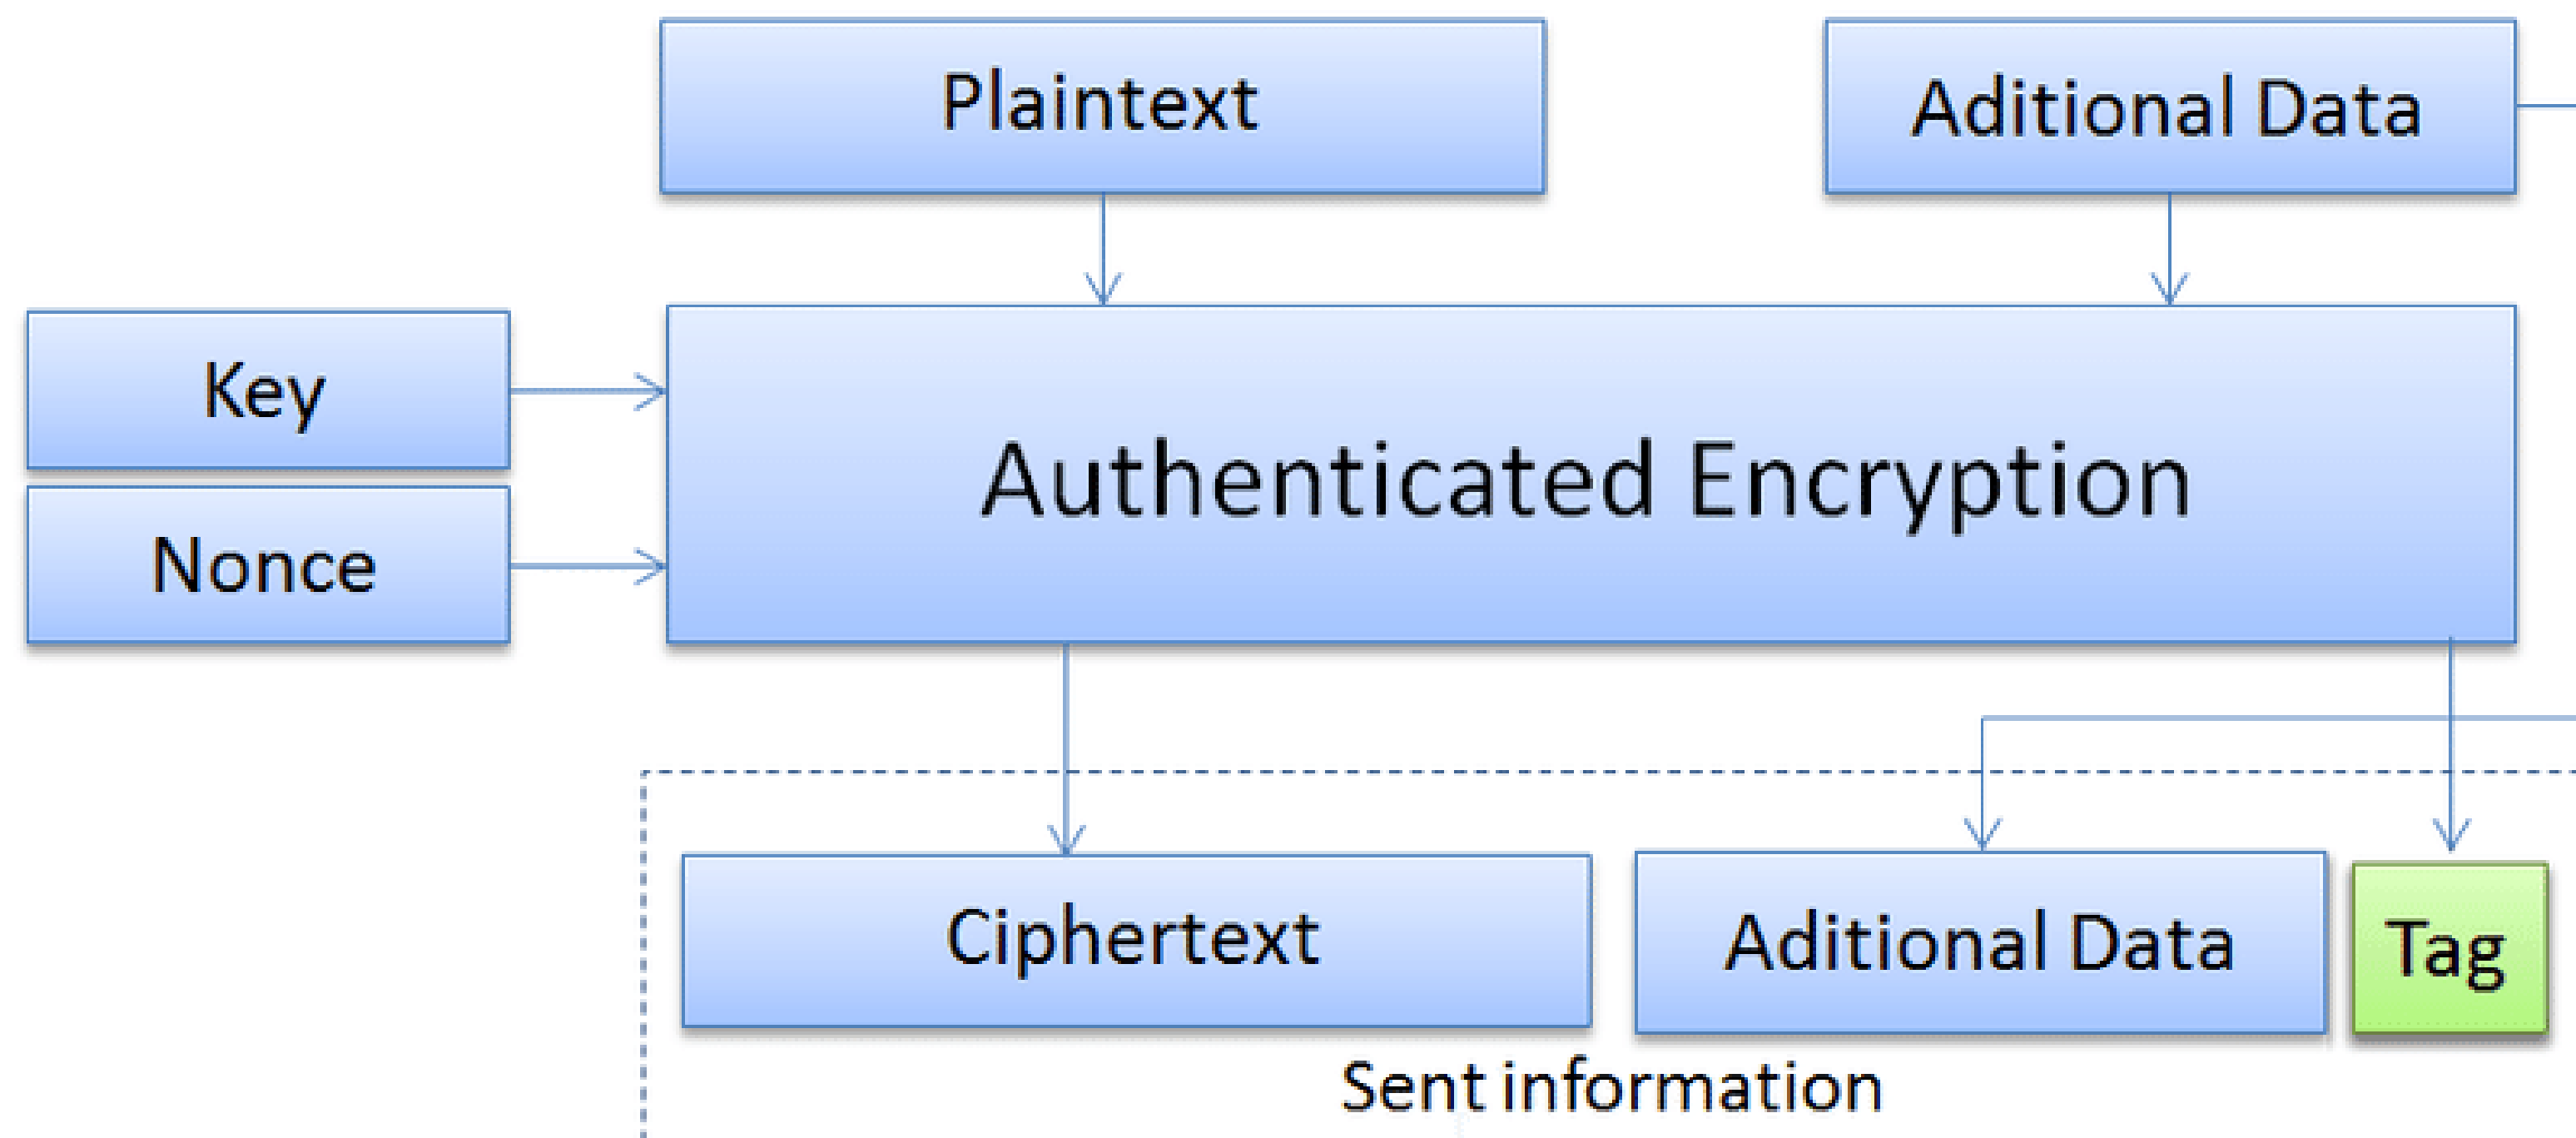 Plaintext
Aditional Data
Key
Authenticated Encryption
Nonce
Ciphertext
Aditional Data
Tag
Sent information